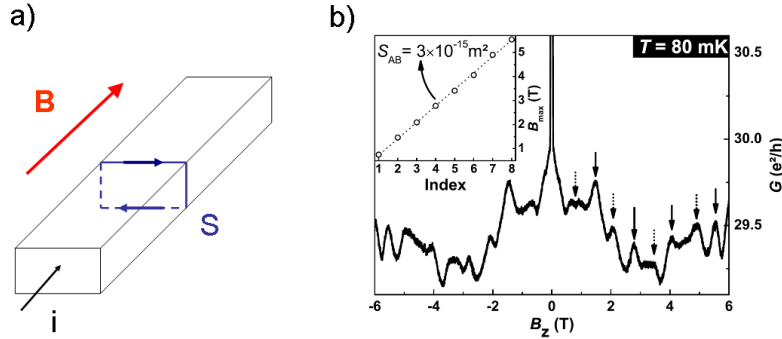 a)
B
S
i
b)
T = 80 mK
S_AB = 3×10⁻¹⁵m²
B_max (T)
5
4
3
2
1
1 2 3 4 5 6 7 8
Index
30.5
30.0
29.5
G (e²/h)
-6 -4 -2 0 2 4 6
B_z (T)